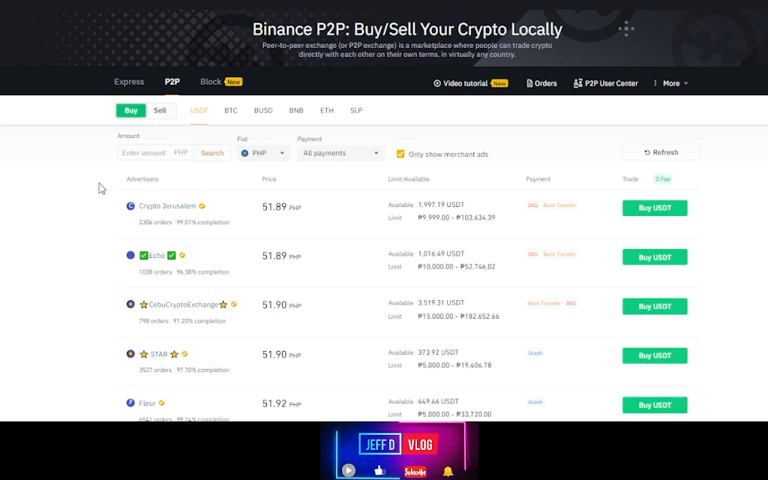 Binance P2P: Buy/Sell Your Crypto Locally
Peer-to-peer exchange (or P2P exchange) is a marketplace where people can trade crypto
directly with each other on their own terms, in virtually any country.
Express P2P Block New Video tutorial New Orders P2P User Center More
Buy Sell USDT BTC BUSD BNB ETH SLP
Amount Fiat Payment
Enter amount PHP Search PHP All payments Only show merchant ads Refresh
Advertisers Price Limit/Available Payment Trade 0 Fee
C Crypto Jerusalem 51.89 PHP Available 1,997.19 USDT ING Bank Transfer Buy USDT
2306 orders 99.01% completion Limit ₱9,999.00 - ₱103,634.39
Echo 51.89 PHP Available 1,016.49 USDT ING Bank Transfer Buy USDT
1038 orders 96.38% completion Limit ₱10,000.00 - ₱52,746.02
CebuCryptoExchange 51.90 PHP Available 3,519.31 USDT Bank Transfer ING Buy USDT
798 orders 91.20% completion Limit ₱15,000.00 - ₱182,652.66
STAR 51.90 PHP Available 373.92 USDT Gcash Buy USDT
3527 orders 97.70% completion Limit ₱5,000.00 - ₱19,406.78
F Fleur 51.92 PHP Available 649.46 USDT Gcash Buy USDT
6541 orders 99.24% completion Limit ₱5,000.00 - ₱33,720.00
JEFF D VLOG
Subscribe